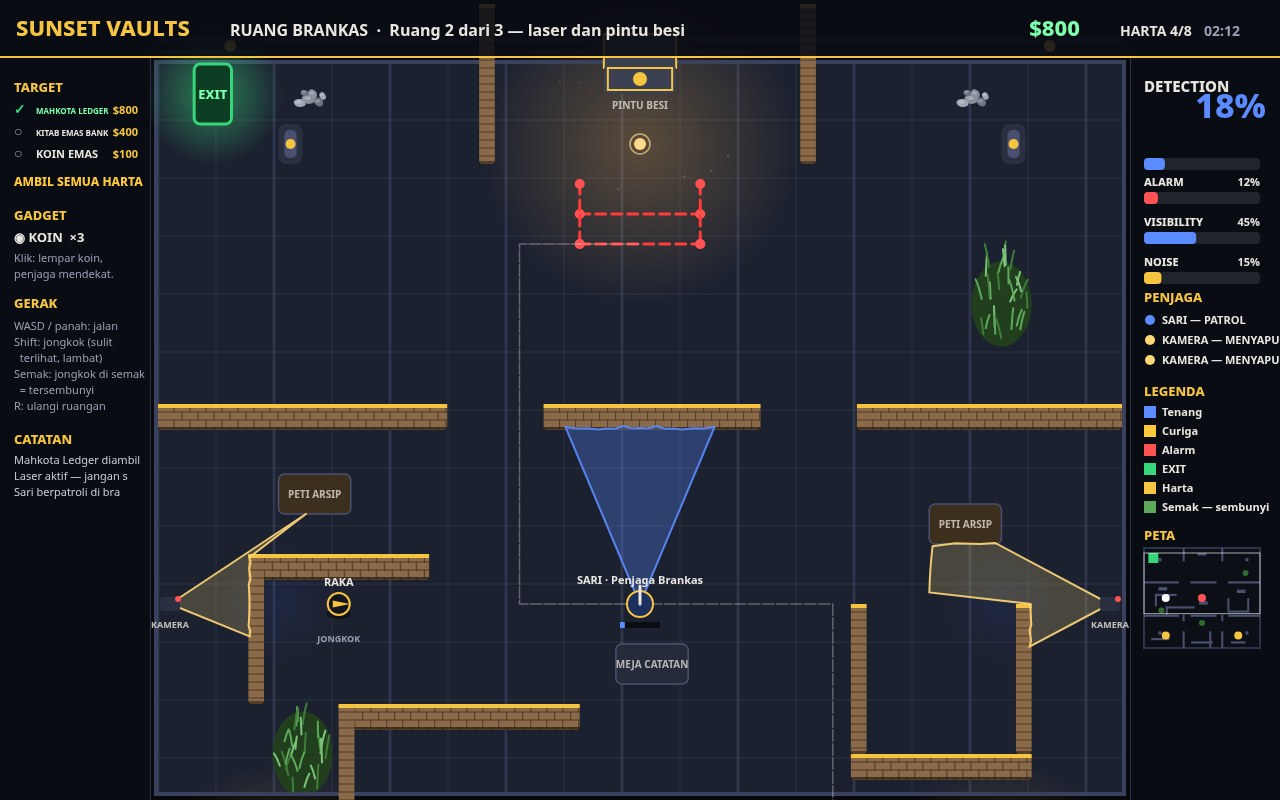 SUNSET VAULTS
RUANG BRANKAS · Ruang 2 dari 3 — laser dan pintu besi
$800
HARTA 4/8
02:12
TARGET
✓ MAHKOTA LEDGER $800
○ KITAB EMAS BANK $400
○ KOIN EMAS $100
AMBIL SEMUA HARTA
GADGET
◉ KOIN ×3
Klik: lempar koin,
penjaga mendekat.
GERAK
WASD / panah: jalan
Shift: jongkok (sulit
terlihat, lambat)
Semak: jongkok di semak
= tersembunyi
R: ulangi ruangan
CATATAN
Mahkota Ledger diambil
Laser aktif — jangan s
Sari berpatroli di bra
EXIT
PINTU BESI
PETI ARSIP
PETI ARSIP
RAKA
JONGKOK
KAMERA
SARI · Penjaga Brankas
MEJA CATATAN
KAMERA
DETECTION
18%
ALARM 12%
VISIBILITY 45%
NOISE 15%
PENJAGA
SARI — PATROL
KAMERA — MENYAPU
KAMERA — MENYAPU
LEGENDA
Tenang
Curiga
Alarm
EXIT
Harta
Semak — sembunyi
PETA